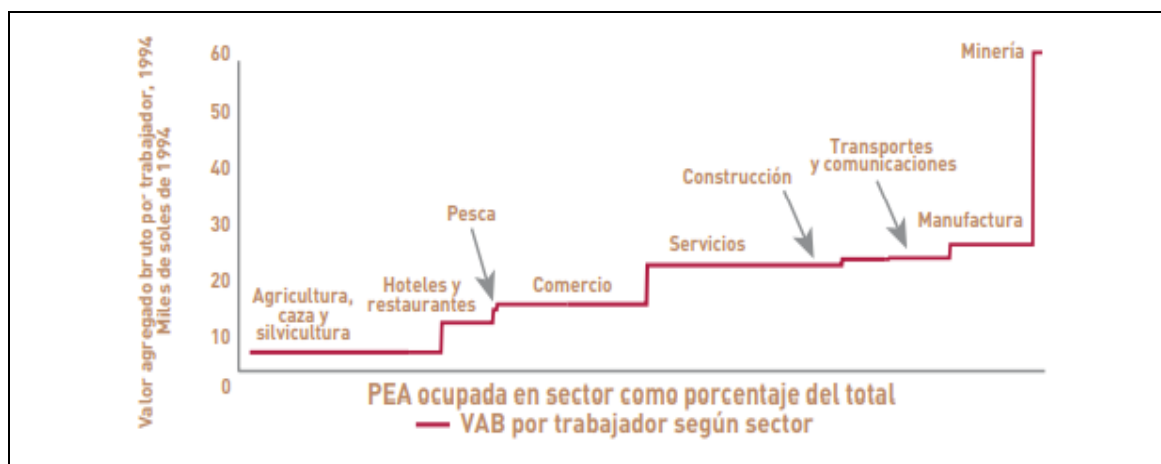 Valor agregado bruto por trabajador, 1994
Miles de soles de 1994
60
50
40
30
20
10
0
Agricultura,
caza y
silvicultura
Hoteles y
restaurantes
Pesca
Comercio
Servicios
Construcción
Transportes
y comunicaciones
Manufactura
Minería
PEA ocupada en sector como porcentaje del total
VAB por trabajador según sector